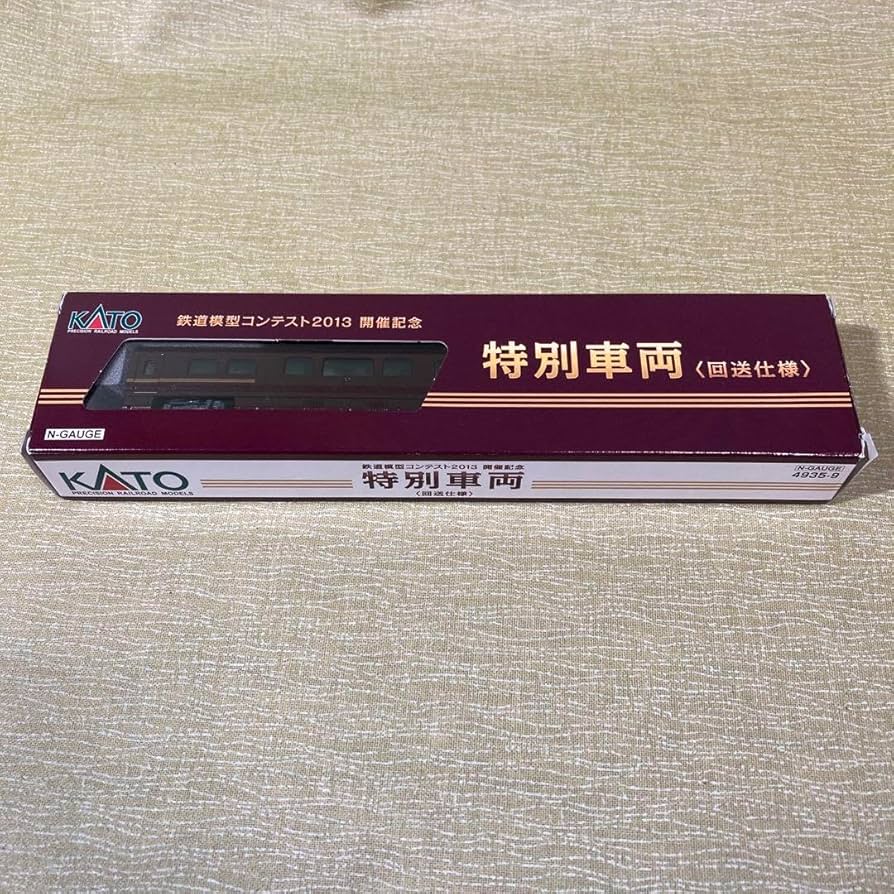 KATO
PRECISION RAILROAD MODELS
鉄道模型コンテスト2013 開催記念
特別車両〈回送仕様〉
N-GAUGE
KATO
PRECISION RAILROAD MODELS
鉄道模型コンテスト2013 開催記念
特別車両
〈回送仕様〉
N-GAUGE
4935-9